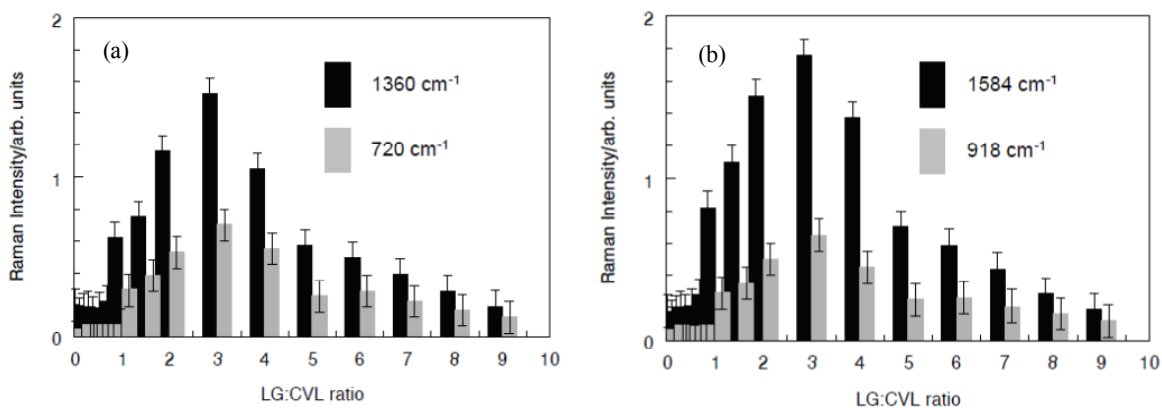 (a)
1360 cm⁻¹
720 cm⁻¹
Raman Intensity/arb. units
2
1
0
0 1 2 3 4 5 6 7 8 9 10
LG:CVL ratio
(b)
1584 cm⁻¹
918 cm⁻¹
Raman Intensity/arb. units
2
1
0
0 1 2 3 4 5 6 7 8 9 10
LG:CVL ratio